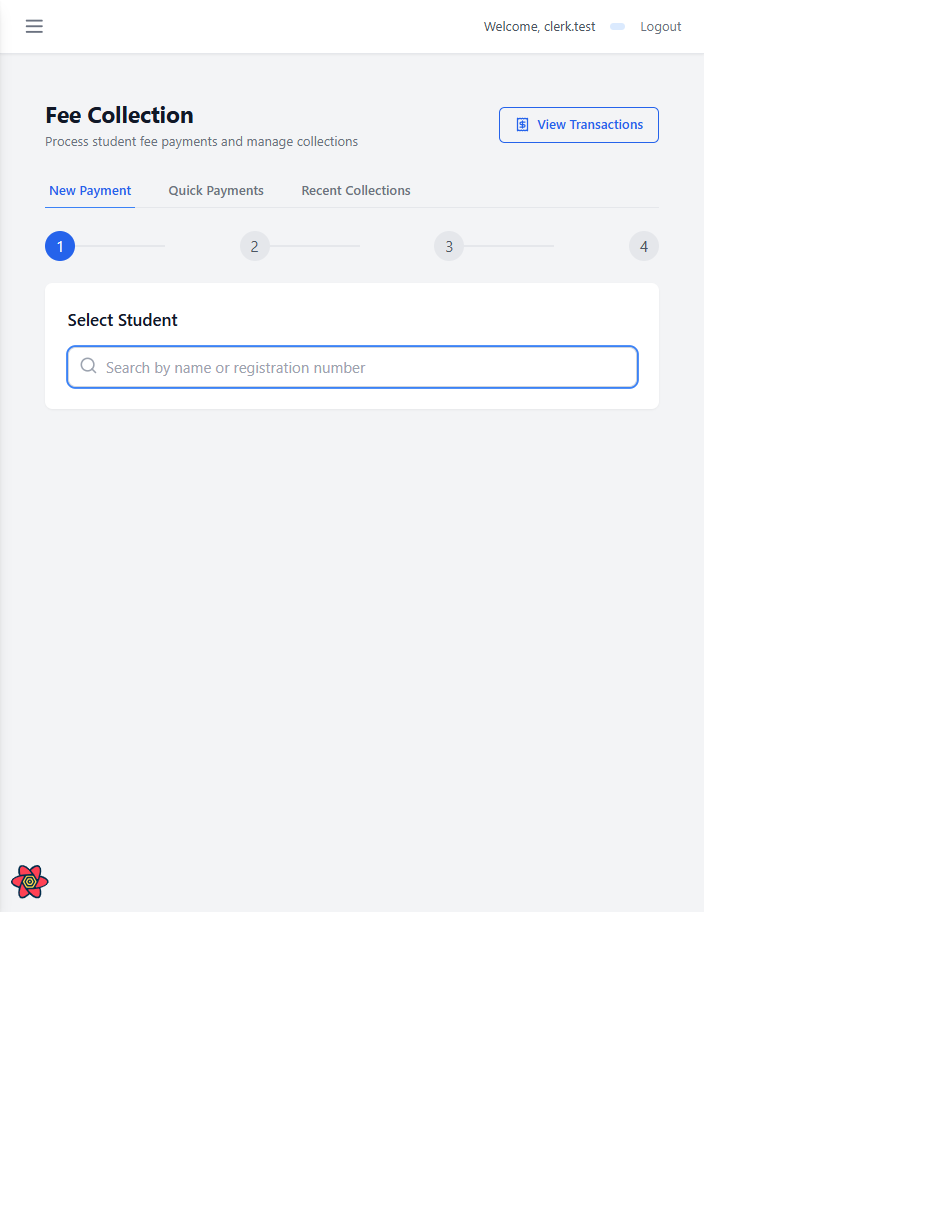 Welcome, clerk.test Logout
Fee Collection
View Transactions
Process student fee payments and manage collections
New Payment Quick Payments Recent Collections
1 2 3 4
Select Student
Search by name or registration number